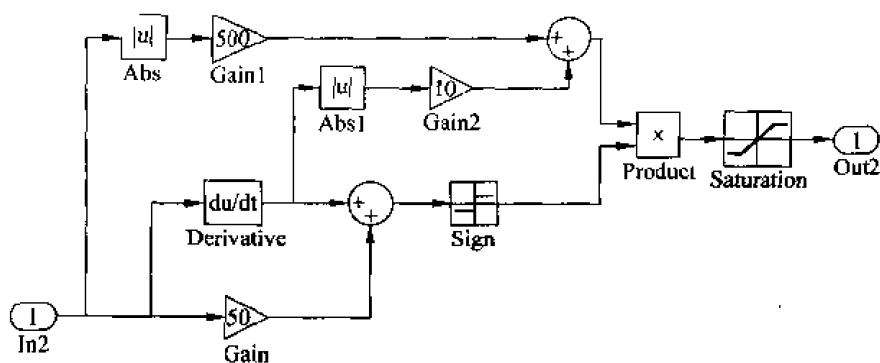 |u|
500
Abs
Gain1
+
+
|u|
10
Abs1
Gain2
×
1
Product
Saturation
Out2
du/dt
+
+
Derivative
Sign
1
50
In2
Gain